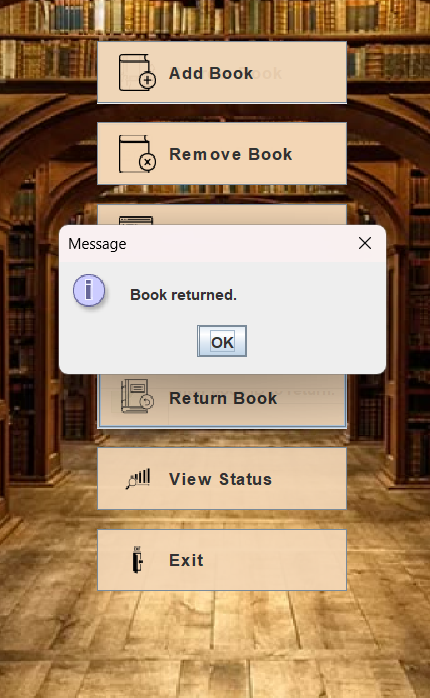 Add Book
Remove Book
Message
Book returned.
OK
Return Book
View Status
Exit